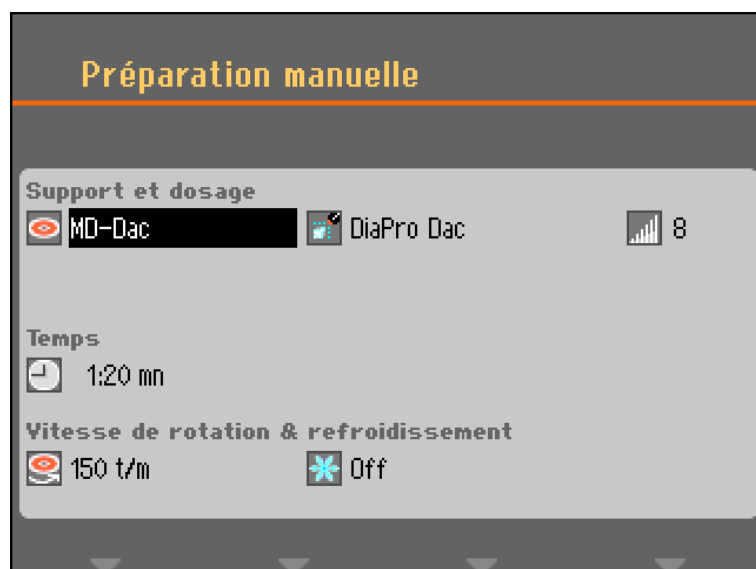 Préparation manuelle
Support et dosage
MD-Dac DiaPro Dac 8
Temps
1:20 mn
Vitesse de rotation & refroidissement
150 t/m Off